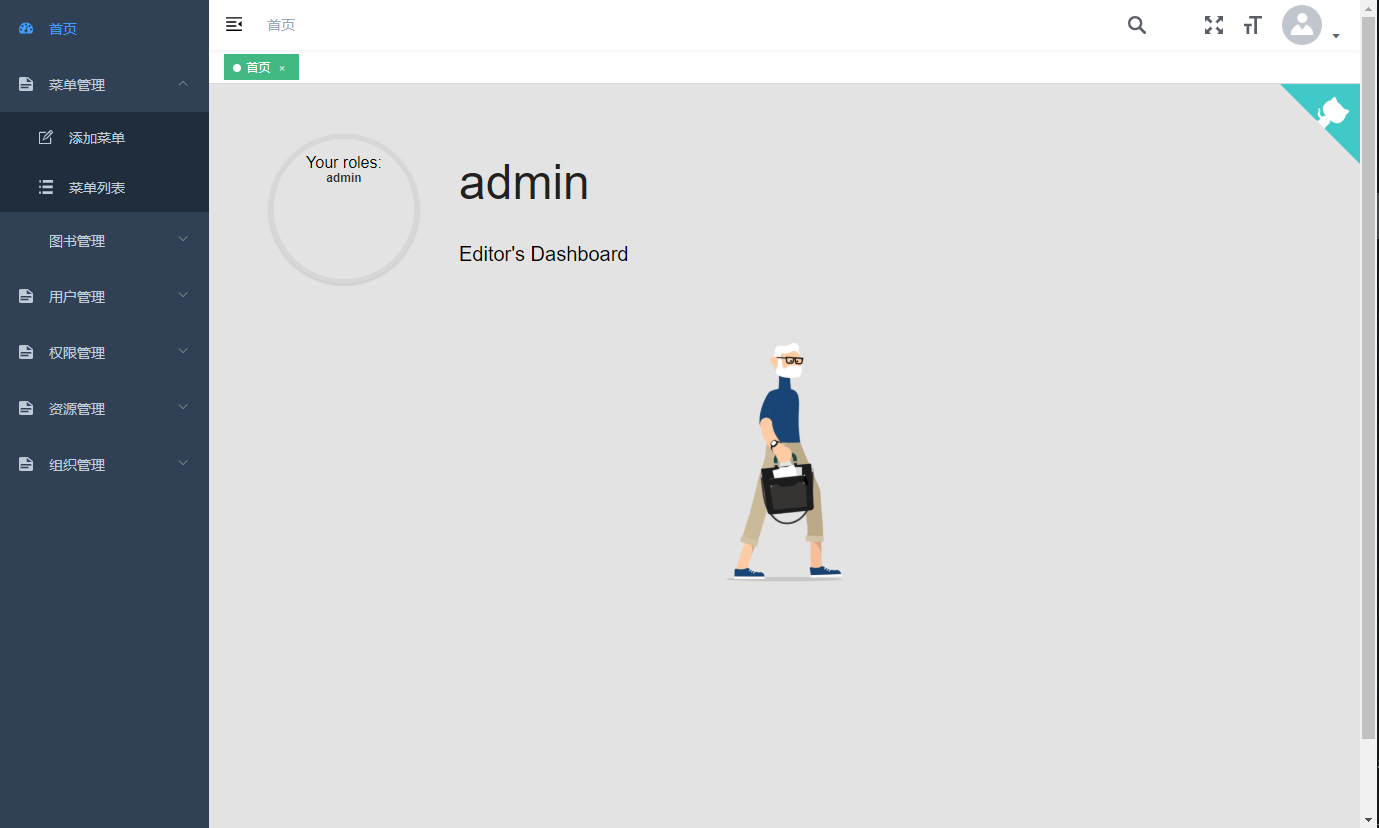 首页
菜单管理
添加菜单
菜单列表
图书管理
用户管理
权限管理
资源管理
组织管理
首页
首页 ×
Your roles:
admin
admin
Editor's Dashboard